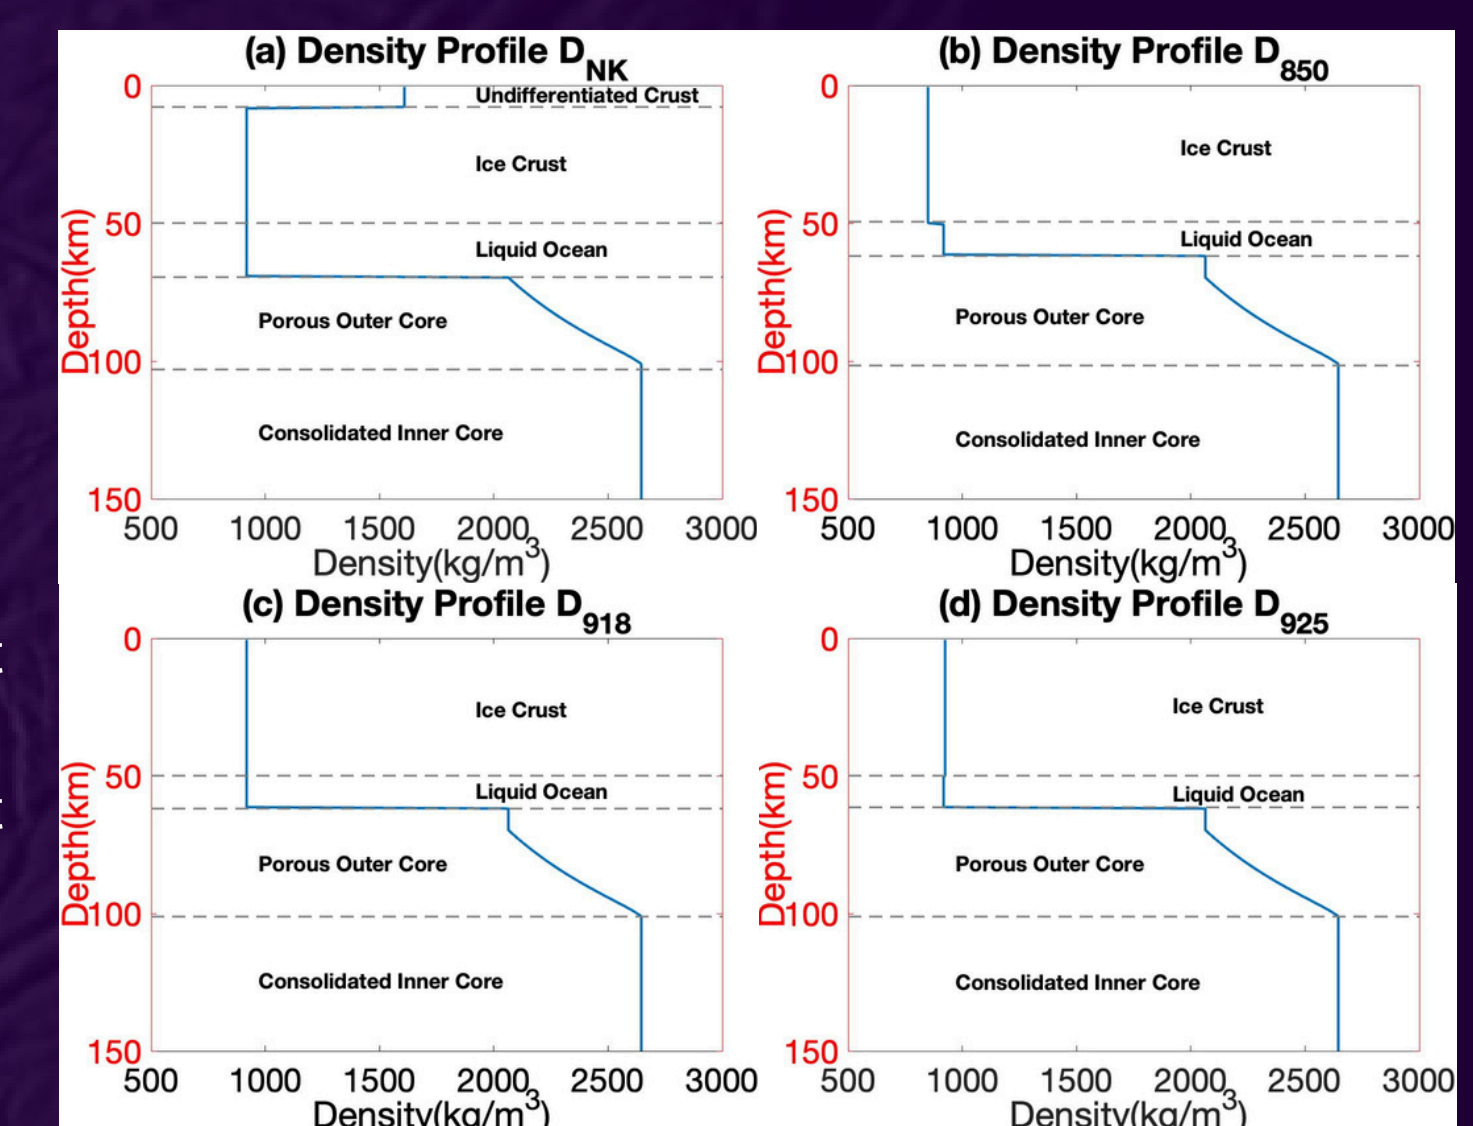 (a) Density Profile D_NK
0
Undifferentiated Crust
Ice Crust
50
Liquid Ocean
Porous Outer Core
100
Consolidated Inner Core
150
Depth(km)
500 1000 1500 2000 2500 3000
Density(kg/m³)
(b) Density Profile D_850
0
Ice Crust
50
Liquid Ocean
Porous Outer Core
100
Consolidated Inner Core
150
Depth(km)
500 1000 1500 2000 2500 3000
Density(kg/m³)
(c) Density Profile D_918
0
Ice Crust
50
Liquid Ocean
Porous Outer Core
100
Consolidated Inner Core
150
Depth(km)
500 1000 1500 2000 2500 3000
Density(kg/m³)
(d) Density Profile D_925
0
Ice Crust
50
Liquid Ocean
Porous Outer Core
100
Consolidated Inner Core
150
Depth(km)
500 1000 1500 2000 2500 3000
Density(kg/m³)